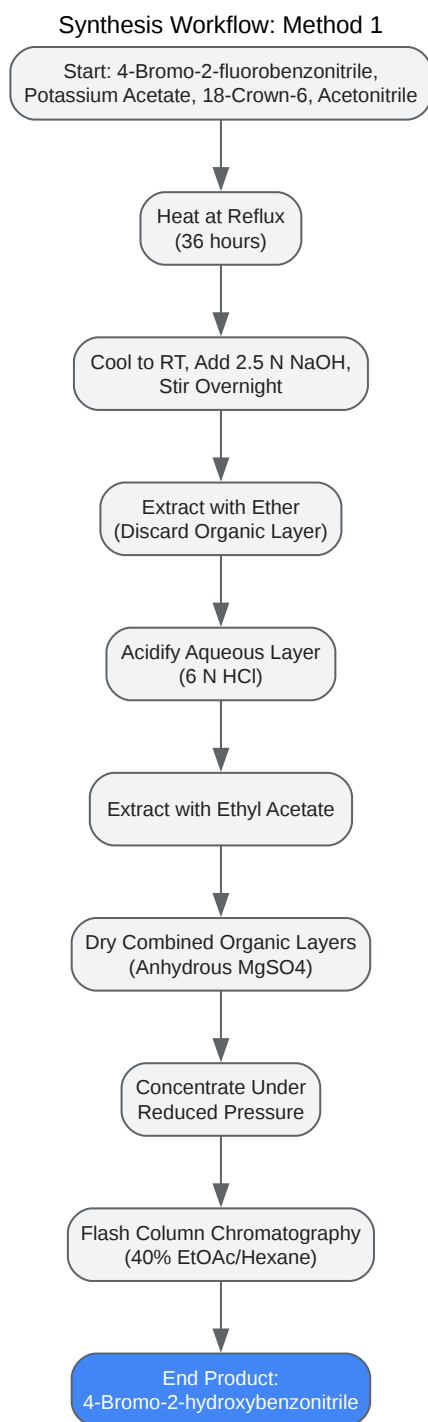 Synthesis Workflow: Method 1
Start: 4-Bromo-2-fluorobenzonitrile,
Potassium Acetate, 18-Crown-6, Acetonitrile
Heat at Reflux
(36 hours)
Cool to RT, Add 2.5 N NaOH,
Stir Overnight
Extract with Ether
(Discard Organic Layer)
Acidify Aqueous Layer
(6 N HCl)
Extract with Ethyl Acetate
Dry Combined Organic Layers
(Anhydrous MgSO4)
Concentrate Under
Reduced Pressure
Flash Column Chromatography
(40% EtOAc/Hexane)
End Product:
4-Bromo-2-hydroxybenzonitrile